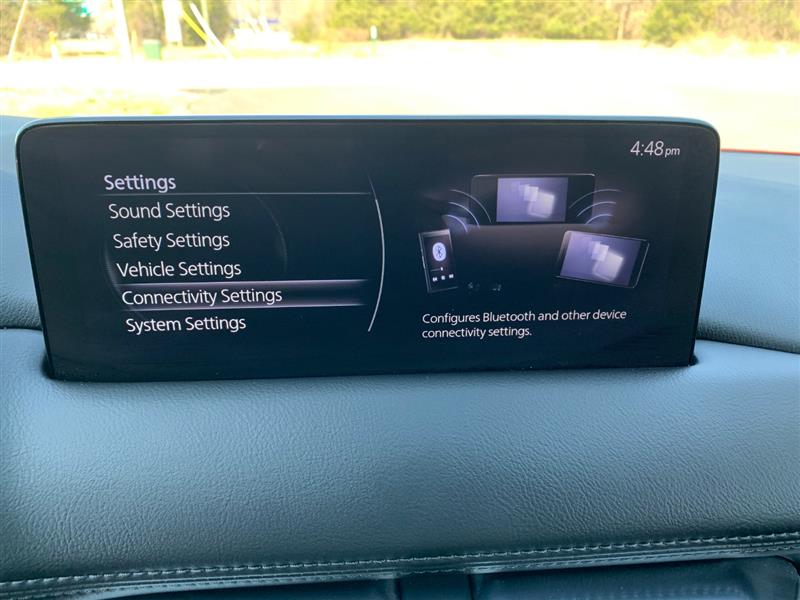 4:48pm
Settings
Sound Settings
Safety Settings
Vehicle Settings
Connectivity Settings
System Settings
Configures Bluetooth and other device
connectivity settings.